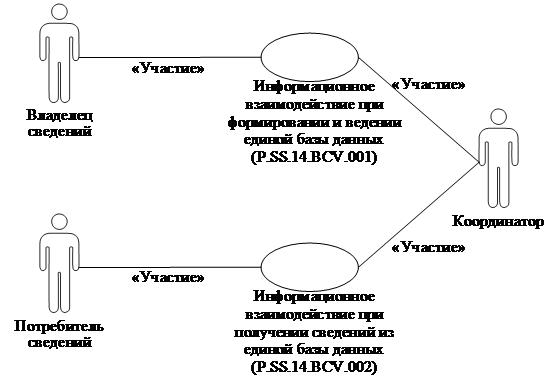 «Участие»
«Участие»
Владелец
сведений
Информационное
взаимодействие при
формировании и ведении
единой базы данных
(P.SS.14.BCV.001)
Координатор
«Участие»
«Участие»
Потребитель
сведений
Информационное
взаимодействие при
получении сведений из
единой базы данных
(P.SS.14.BCV.002)